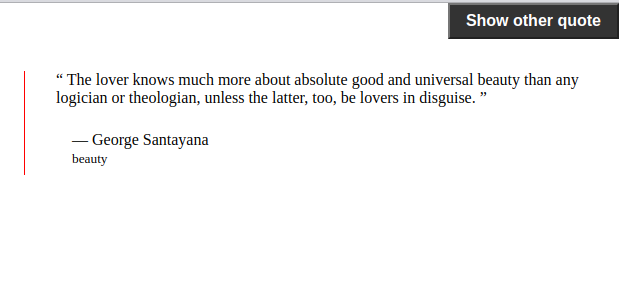 Show other quote
“ The lover knows much more about absolute good and universal beauty than any
logician or theologian, unless the latter, too, be lovers in disguise. ”
— George Santayana
beauty